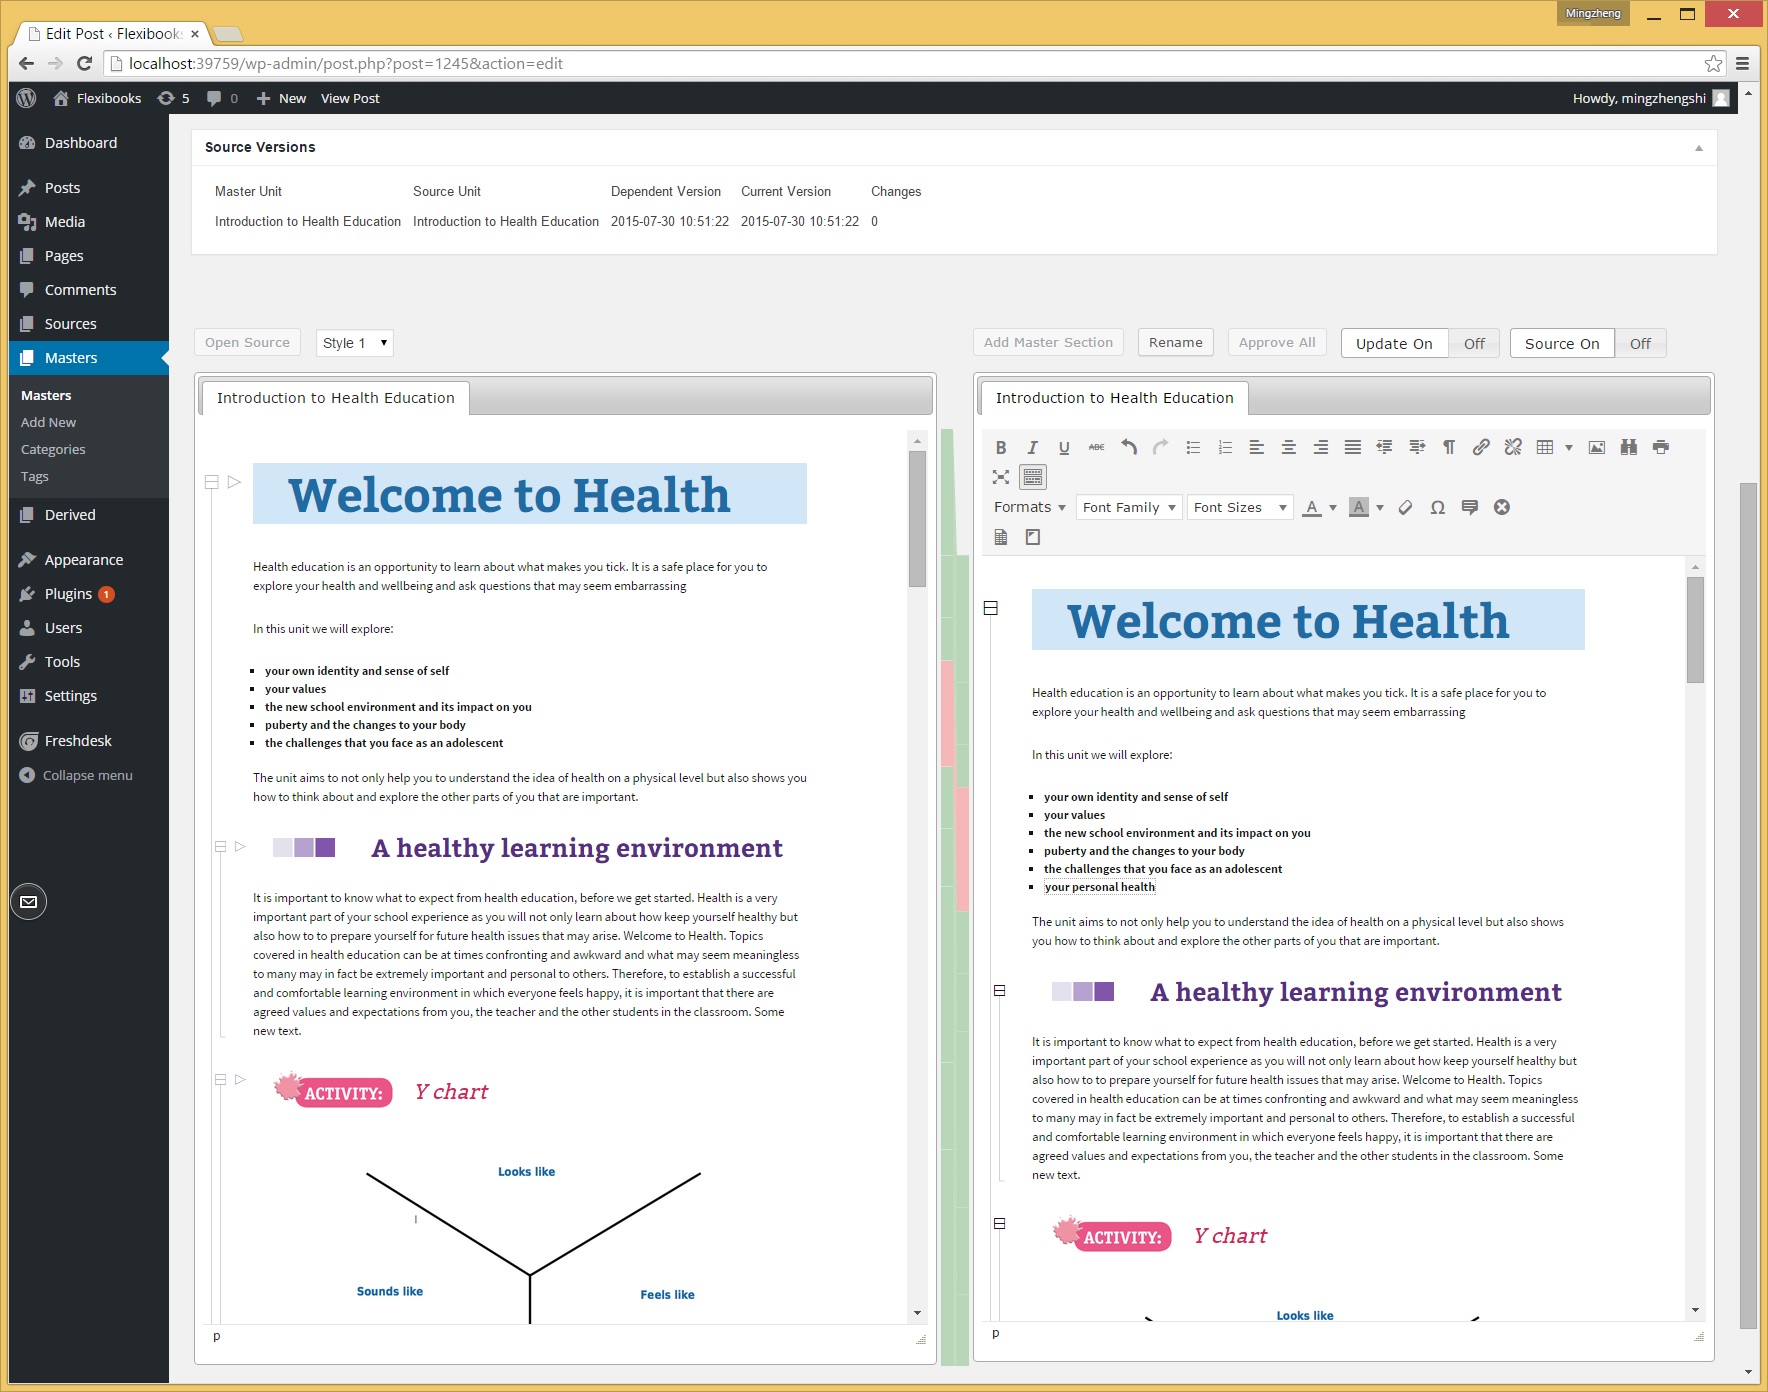 Mingzheng
Edit Post ‹ Flexibooks
localhost:39759/wp-admin/post.php?post=1245&action=edit
Flexibooks 5 0 New View Post
Howdy, mingzhengshi
Dashboard
Posts
Media
Pages
Comments
Sources
Masters
Masters
Add New
Categories
Tags
Derived
Appearance
Plugins 1
Users
Tools
Settings
Freshdesk
Collapse menu
Source Versions
Master Unit Source Unit Dependent Version Current Version Changes
Introduction to Health Education Introduction to Health Education 2015-07-30 10:51:22 2015-07-30 10:51:22 0
Open Source Style 1
Add Master Section Rename Approve All Update On Off Source On Off
Introduction to Health Education
Welcome to Health
Health education is an opportunity to learn about what makes you tick. It is a safe place for you to
explore your health and wellbeing and ask questions that may seem embarrassing
In this unit we will explore:
your own identity and sense of self
your values
the new school environment and its impact on you
puberty and the changes to your body
the challenges that you face as an adolescent
The unit aims to not only help you to understand the idea of health on a physical level but also shows you
how to think about and explore the other parts of you that are important.
A healthy learning environment
It is important to know what to expect from health education, before we get started. Health is a very
important part of your school experience as you will not only learn about how keep yourself healthy but
also how to to prepare yourself for future health issues that may arise. Welcome to Health. Topics
covered in health education can be at times confronting and awkward and what may seem meaningless
to many may in fact be extremely important and personal to others. Therefore, to establish a successful
and comfortable learning environment in which everyone feels happy, it is important that there are
agreed values and expectations from you, the teacher and the other students in the classroom. Some
new text.
ACTIVITY: Y chart
Looks like
Sounds like
Feels like
p
Introduction to Health Education
B I U ABC
Formats Font Family Font Sizes A A Ω
Welcome to Health
Health education is an opportunity to learn about what makes you tick. It is a safe place for you to
explore your health and wellbeing and ask questions that may seem embarrassing
In this unit we will explore:
your own identity and sense of self
your values
the new school environment and its impact on you
puberty and the changes to your body
the challenges that you face as an adolescent
your personal health
The unit aims to not only help you to understand the idea of health on a physical level but also shows
you how to think about and explore the other parts of you that are important.
A healthy learning environment
It is important to know what to expect from health education, before we get started. Health is a very
important part of your school experience as you will not only learn about how keep yourself healthy but
also how to to prepare yourself for future health issues that may arise. Welcome to Health. Topics
covered in health education can be at times confronting and awkward and what may seem meaningless
to many may in fact be extremely important and personal to others. Therefore, to establish a successful
and comfortable learning environment in which everyone feels happy, it is important that there are
agreed values and expectations from you, the teacher and the other students in the classroom. Some
new text.
ACTIVITY: Y chart
Looks like
p